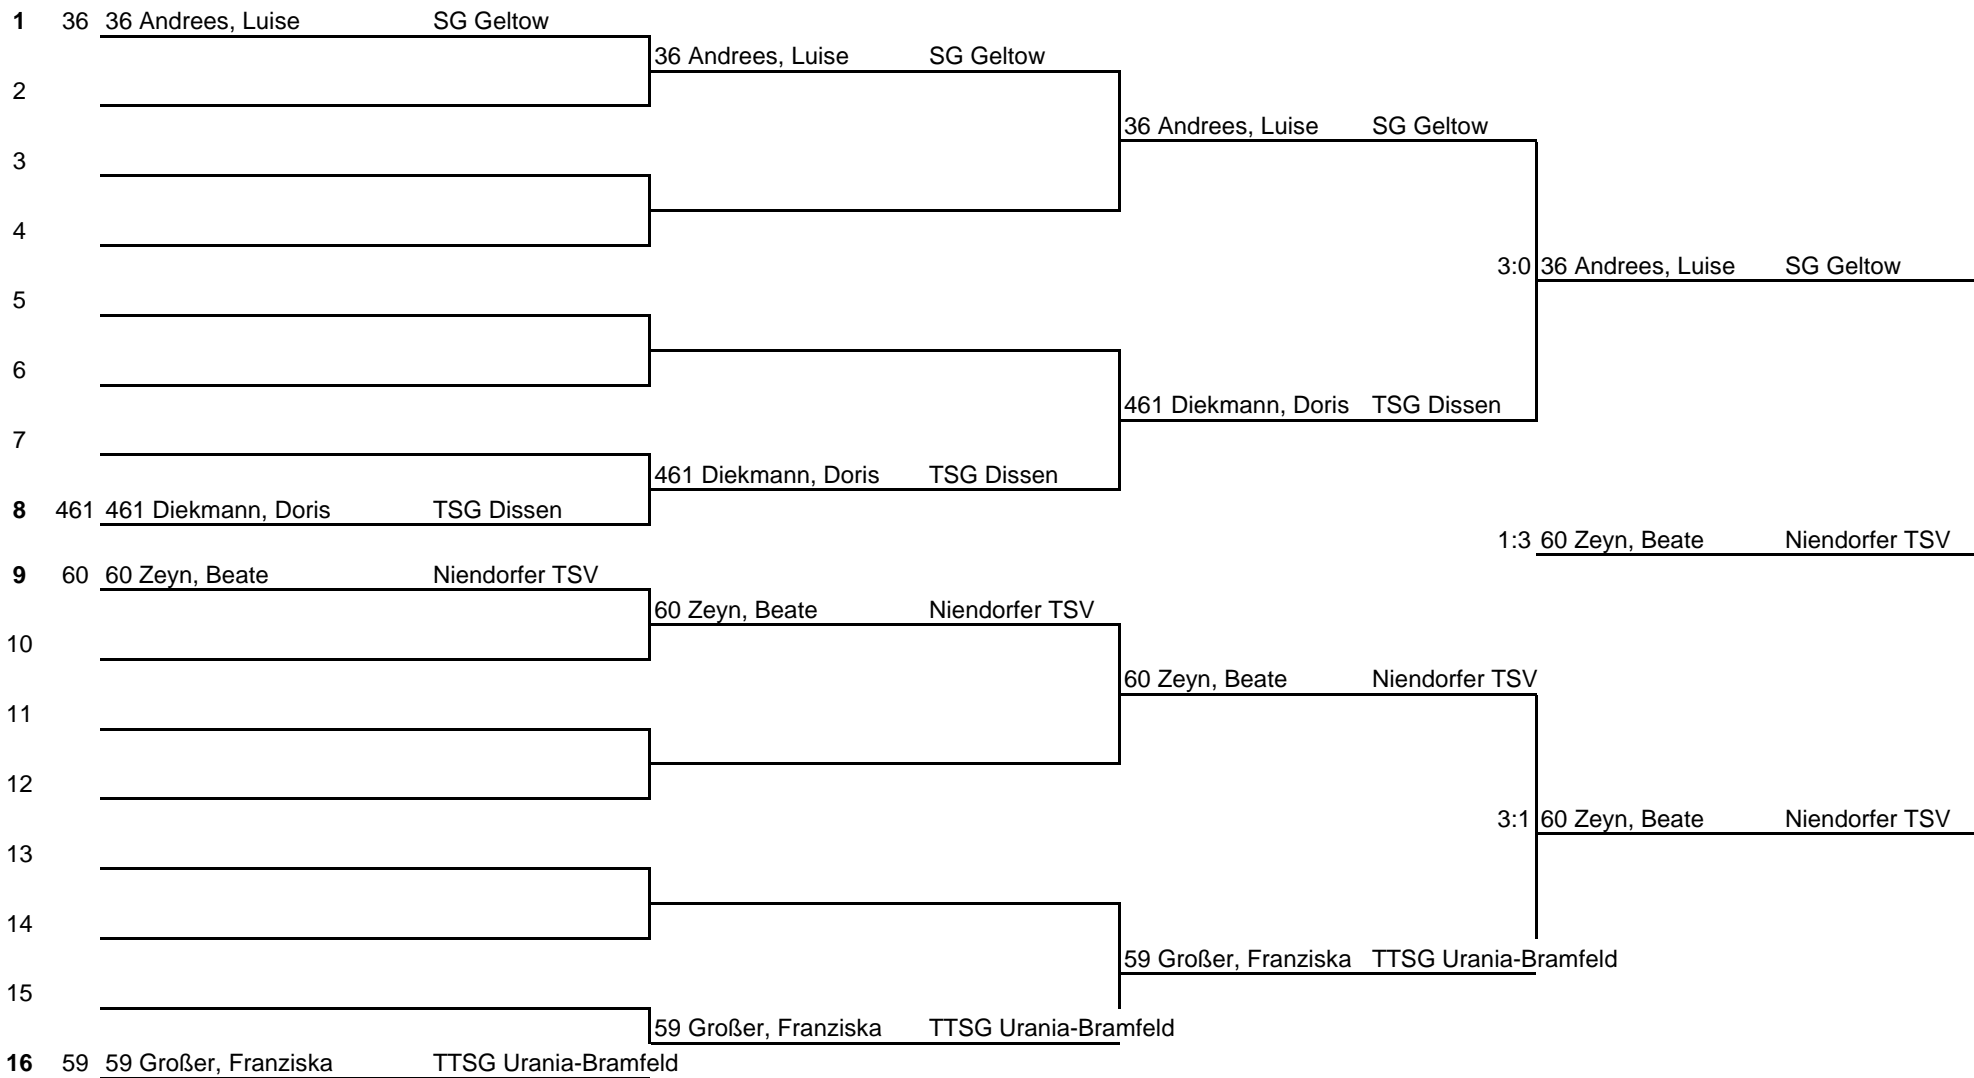 1 36 36 Andrees, Luise SG Geltow
36 Andrees, Luise SG Geltow
2
36 Andrees, Luise SG Geltow
3
4
3:0 36 Andrees, Luise SG Geltow
5
6
461 Diekmann, Doris TSG Dissen
7
461 Diekmann, Doris TSG Dissen
8 461 461 Diekmann, Doris TSG Dissen
1:3 60 Zeyn, Beate Niendorfer TSV
9 60 60 Zeyn, Beate Niendorfer TSV
60 Zeyn, Beate Niendorfer TSV
10
60 Zeyn, Beate Niendorfer TSV
11
12
3:1 60 Zeyn, Beate Niendorfer TSV
13
14
59 Großer, Franziska TTSG Urania-Bramfeld
15
59 Großer, Franziska TTSG Urania-Bramfeld
16 59 59 Großer, Franziska TTSG Urania-Bramfeld